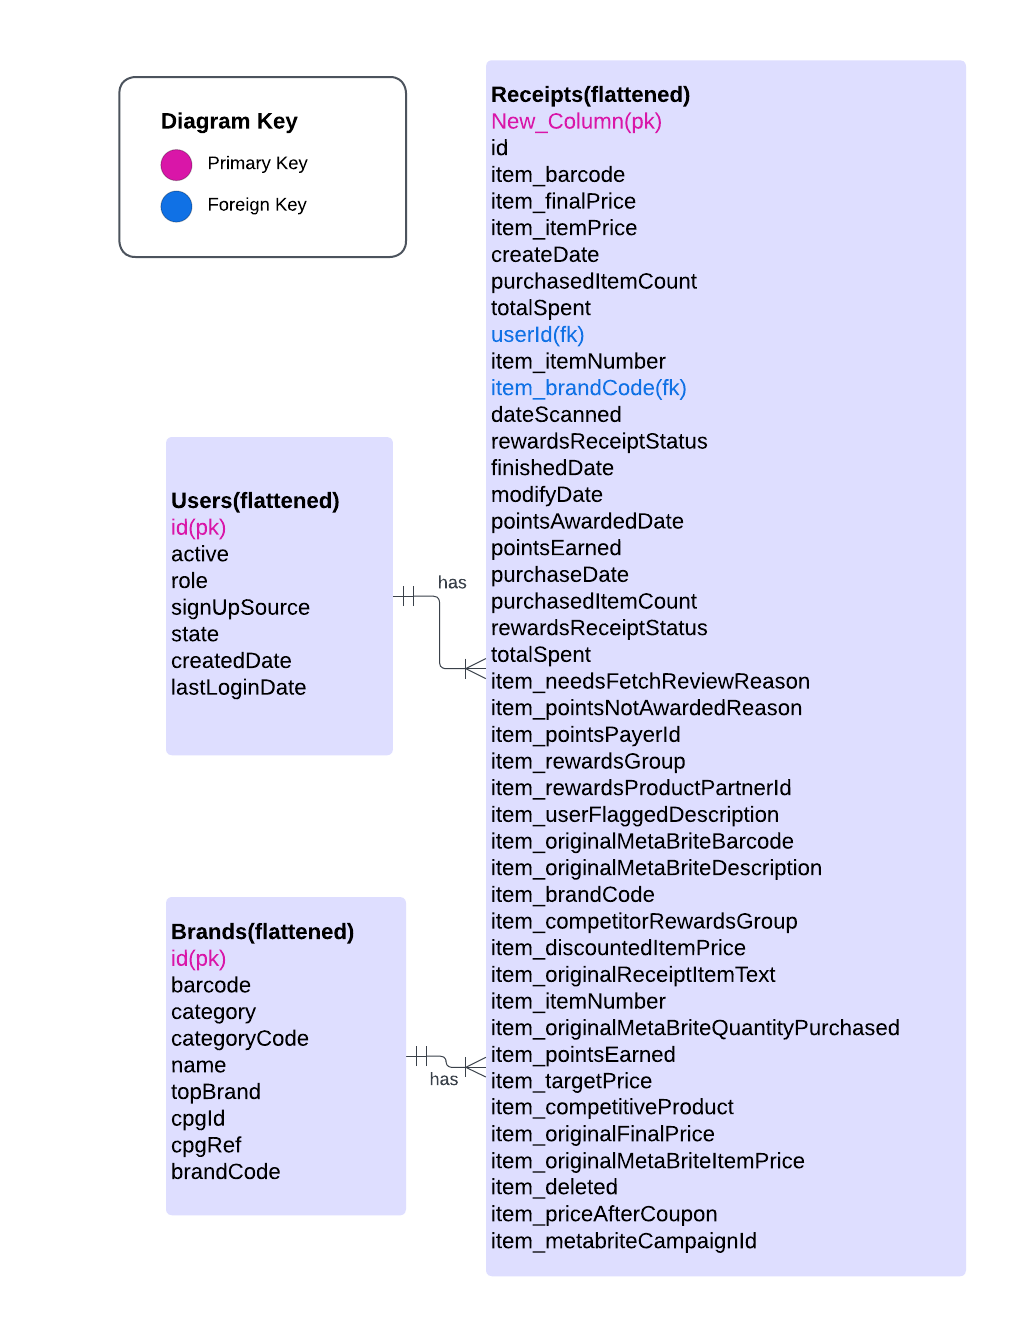 Diagram Key
Primary Key
Foreign Key
Receipts(flattened)
New_Column(pk)
id
item_barcode
item_finalPrice
item_itemPrice
createDate
purchasedItemCount
totalSpent
userId(fk)
item_itemNumber
item_brandCode(fk)
dateScanned
rewardsReceiptStatus
finishedDate
modifyDate
pointsAwardedDate
pointsEarned
purchaseDate
purchasedItemCount
rewardsReceiptStatus
totalSpent
item_needsFetchReviewReason
item_pointsNotAwardedReason
item_pointsPayerId
item_rewardsGroup
item_rewardsProductPartnerId
item_userFlaggedDescription
item_originalMetaBriteBarcode
item_originalMetaBriteDescription
item_brandCode
item_competitorRewardsGroup
item_discountedItemPrice
item_originalReceiptItemText
item_itemNumber
item_originalMetaBriteQuantityPurchased
item_pointsEarned
item_targetPrice
item_competitiveProduct
item_originalFinalPrice
item_originalMetaBriteItemPrice
item_deleted
item_priceAfterCoupon
item_metabriteCampaignId
Users(flattened)
id(pk)
active
role
signUpSource
state
createdDate
lastLoginDate
has
Brands(flattened)
id(pk)
barcode
category
categoryCode
name
topBrand
cpgId
cpgRef
brandCode
has